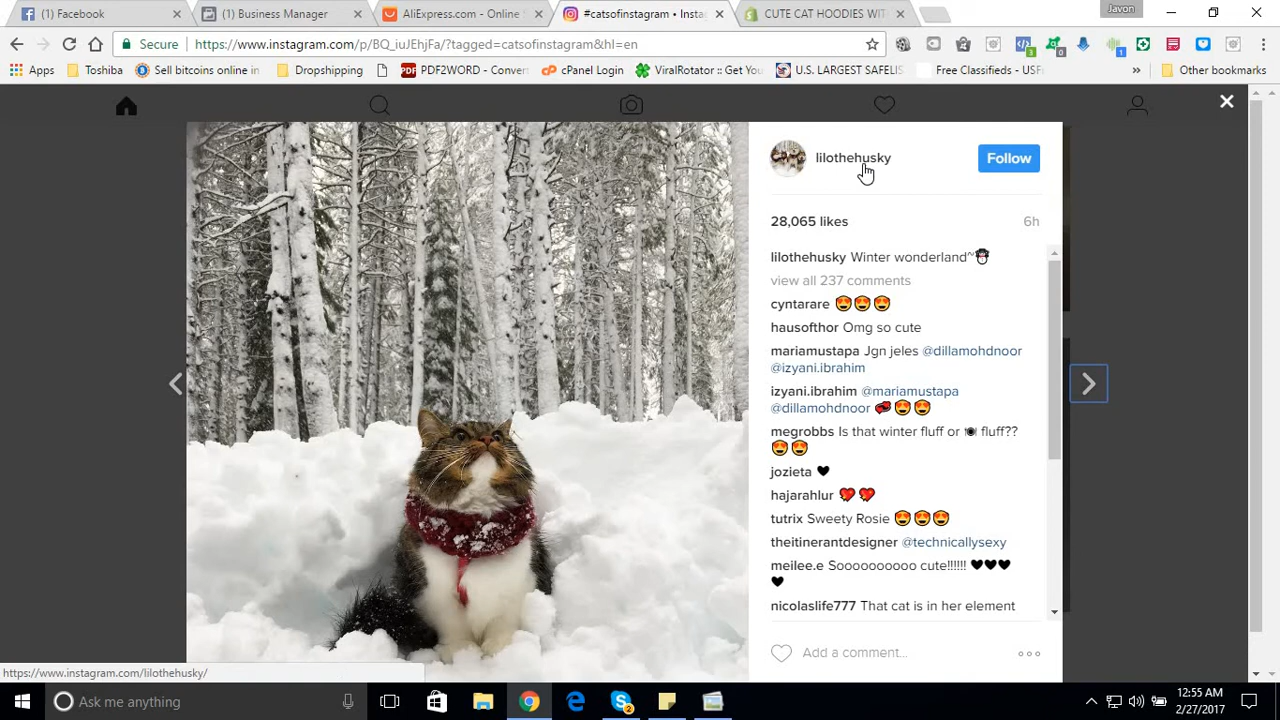 (1) Facebook
(1) Business Manager
AliExpress.com - Online
#catsofinstagram • Insta
CUTE CAT HOODIES WIT
Javon
Secure
https://www.instagram.com/p/BQ_iuJEhjFa/?tagged=catsofinstagram&hl=en
Apps
Toshiba
Sell bitcoins online in
Dropshipping
PDF2WORD - Convert
cPanel Login
ViralRotator :: Get You
U.S. LARGEST SAFELIS
Free Classifieds - USF
Other bookmarks
lilothehusky
Follow
28,065 likes
6h
lilothehusky Winter wonderland~⛄
view all 237 comments
cyntarare 😍😍😍
hausofthor Omg so cute
mariamustapa Jgn jeles @dillamohdnoor
@izyani.ibrahim
izyani.ibrahim @mariamustapa
@dillamohdnoor 💋😍😍
megrobbs Is that winter fluff or 🍽 fluff??
😍😍
jozieta ♥
hajarahlur 💘💘
tutrix Sweety Rosie 😍😍😍
theitinerantdesigner @technicallysexy
meilee.e Soooooooooo cute!!!!!! ♥♥♥
♥
nicolaslife777 That cat is in her element
Add a comment...
https://www.instagram.com/lilothehusky/
Ask me anything
12:55 AM
2/27/2017